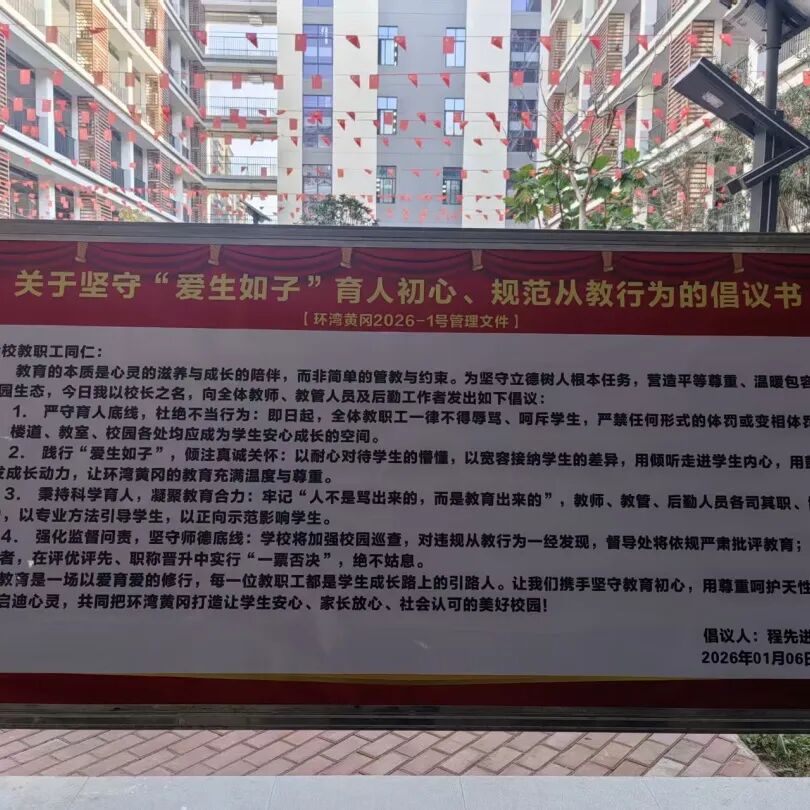 关于坚守“爱生如子”育人初心、规范从教行为的倡议书
【环湾黄冈2026-1号管理文件】
校教职工同仁:
教育的本质是心灵的滋养与成长的陪伴，而非简单的管教与约束。为坚守立德树人根本任务，营造平等尊重、温暖包容
园生态，今日我以校长之名，向全体教师、教管人员及后勤工作者发出如下倡议:
1. 严守育人底线，杜绝不当行为: 即日起，全体教职工一律不得辱骂、呵斥学生，严禁任何形式的体罚或变相体罚
楼道、教室、校园各处均应成为学生安心成长的空间。
2. 践行“爱生如子”，倾注真诚关怀: 以耐心对待学生的懵懂，以宽容接纳学生的差异，用倾听走进学生内心，用
发成长动力，让环湾黄冈的教育充满温度与尊重。
3. 秉持科学育人，凝聚教育合力: 牢记“人不是骂出来的，而是教育出来的”，教师、教管、后勤人员各司其职、
，以专业方法引导学生，以正向示范影响学生。
4. 强化监督问责，坚守师德底线: 学校将加强校园巡查，对违规从教行为一经发现，督导处将依规严肃批评教育;
者，在评优评先、职称晋升中实行“一票否决”，绝不姑息。
教育是一场以爱育爱的修行，每一位教职工都是学生成长路上的引路人。让我们携手坚守教育初心，用尊重呵护天性
启迪心灵，共同把环湾黄冈打造让学生安心、家长放心、社会认可的美好校园!
倡议人: 程先进
2026年01月06日